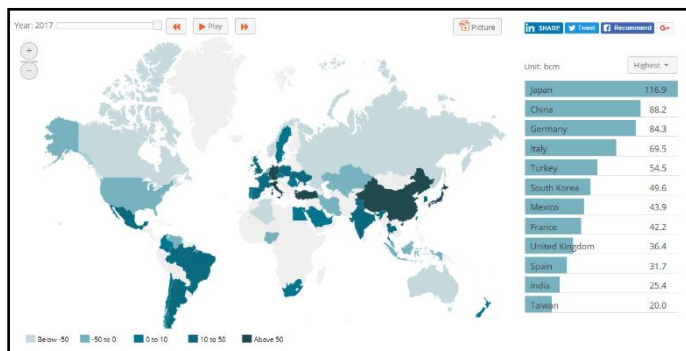 Year: 2017
Play
Picture
in SHARE Tweet f Recommend G+
+
−
Unit: bcm
Highest
Japan 116.9
China 88.2
Germany 84.3
Italy 69.5
Turkey 54.5
South Korea 49.6
Mexico 43.9
France 42.2
United Kingdom 36.4
Spain 31.7
India 25.4
Taiwan 20.0
Below -50 -50 to 0 0 to 10 10 to 50 Above 50